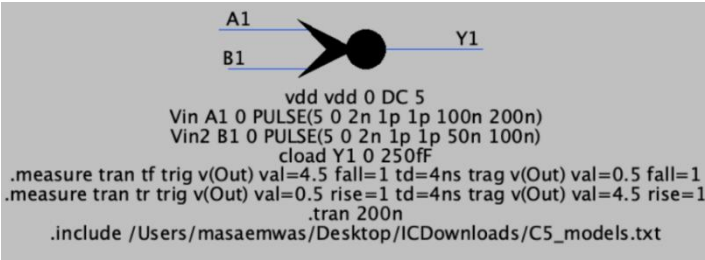 A1
B1
Y1
vdd vdd 0 DC 5
Vin A1 0 PULSE(5 0 2n 1p 1p 100n 200n)
Vin2 B1 0 PULSE(5 0 2n 1p 1p 50n 100n)
cload Y1 0 250fF
.measure tran tf trig v(Out) val=4.5 fall=1 td=4ns trag v(Out) val=0.5 fall=1
.measure tran tr trig v(Out) val=0.5 rise=1 td=4ns trag v(Out) val=4.5 rise=1
.tran 200n
.include /Users/masaemwas/Desktop/ICDownloads/C5_models.txt